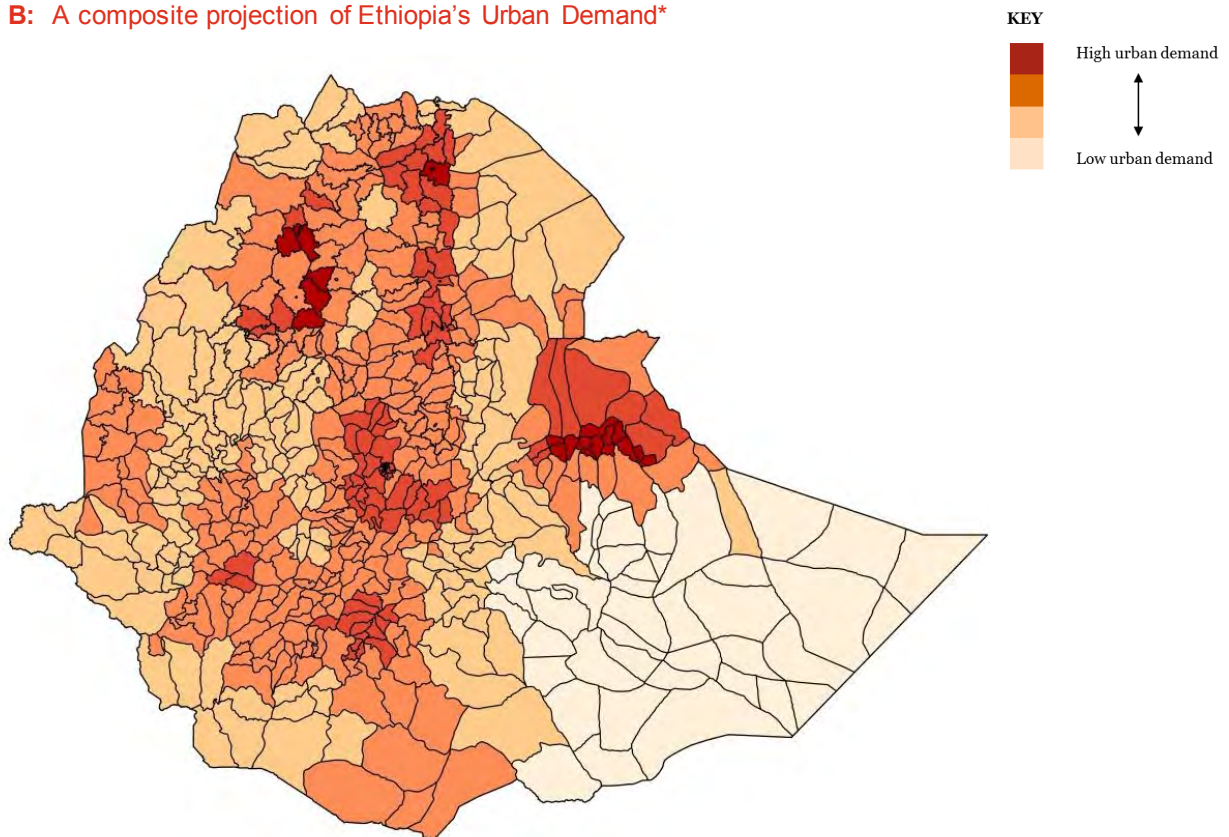 B: A composite projection of Ethiopia's Urban Demand*
KEY
High urban demand
Low urban demand